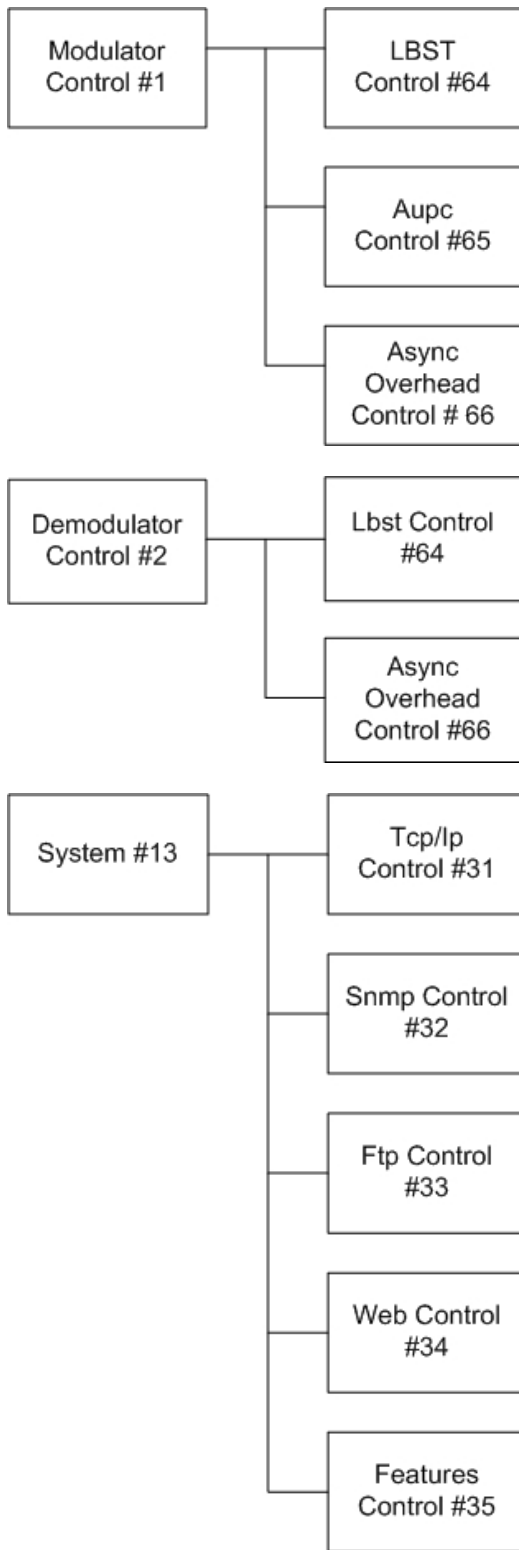 Modulator
Control #1
LBST
Control #64
Aupc
Control #65
Async
Overhead
Control # 66
Demodulator
Control #2
Lbst Control
#64
Async
Overhead
Control #66
System #13
Tcp/Ip
Control #31
Snmp Control
#32
Ftp Control
#33
Web Control
#34
Features
Control #35